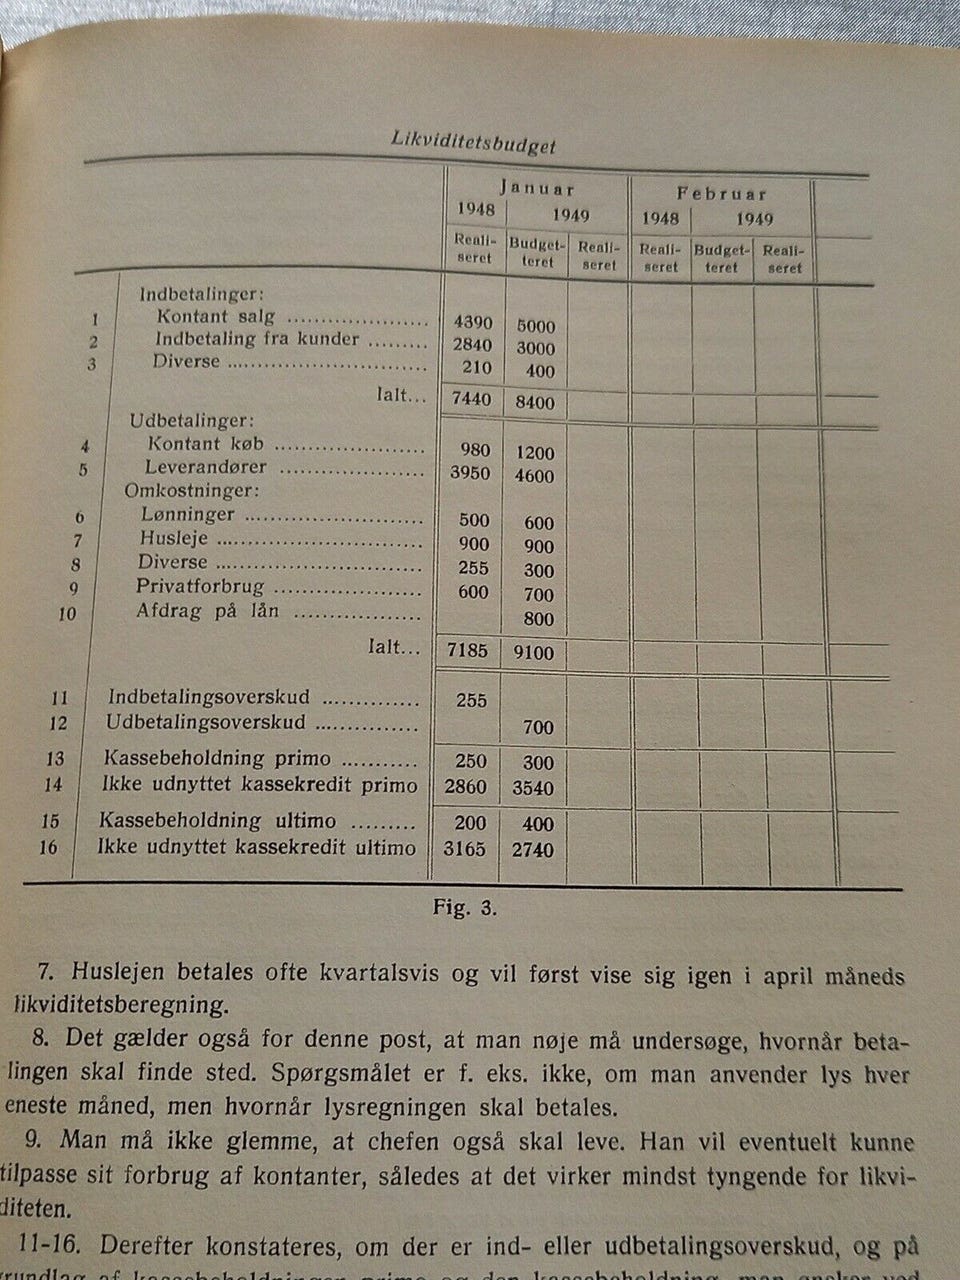 Likviditetsbudget
Januar Februar
1948 1949 1948 1949
Reali- Budget- Reali- Reali- Budget- Reali-
seret teret seret seret teret seret
Indbetalinger:
1 Kontant salg .................... 4390 5000
2 Indbetaling fra kunder ......... 2840 3000
3 Diverse ............................. 210 400
Ialt... 7440 8400
Udbetalinger:
4 Kontant køb ...................... 980 1200
5 Leverandører ..................... 3950 4600
Omkostninger:
6 Lønninger .......................... 500 600
7 Husleje .............................. 900 900
8 Diverse .............................. 255 300
9 Privatforbrug ...................... 600 700
10 Afdrag på lån ................... 800
Ialt... 7185 9100
11 Indbetalingsoverskud .............. 255
12 Udbetalingsoverskud ............... 700
13 Kassebeholdning primo ........... 250 300
14 Ikke udnyttet kassekredit primo 2860 3540
15 Kassebeholdning ultimo ......... 200 400
16 Ikke udnyttet kassekredit ultimo 3165 2740
Fig. 3.
7. Huslejen betales ofte kvartalsvis og vil først vise sig igen i april måneds
likviditetsberegning.
8. Det gælder også for denne post, at man nøje må undersøge, hvornår beta-
lingen skal finde sted. Spørgsmålet er f. eks. ikke, om man anvender lys hver
eneste måned, men hvornår lysregningen skal betales.
9. Man må ikke glemme, at chefen også skal leve. Han vil eventuelt kunne
tilpasse sit forbrug af kontanter, således at det virker mindst tyngende for likvi-
diteten.
11-16. Derefter konstateres, om der er ind- eller udbetalingsoverskud, og på
grundlag af kassebeholdningen primo og den kassebeholdning, man ønsker ved